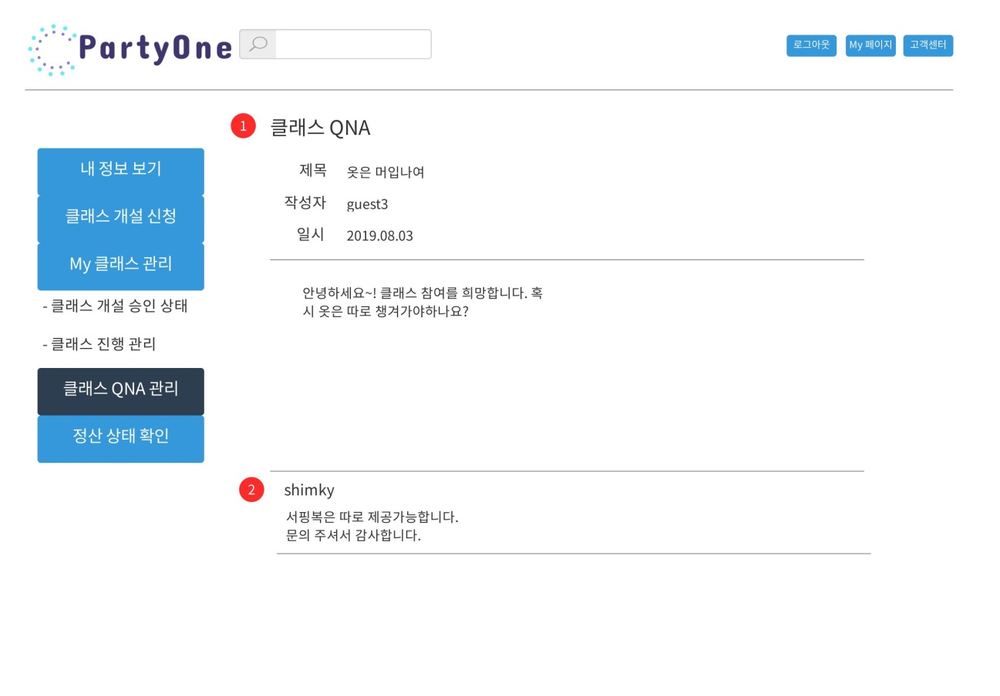 PartyOne
로그아웃
My 페이지
고객센터
1
클래스 QNA
제목 옷은 머입나여
작성자 guest3
일시 2019.08.03
안녕하세요~! 클래스 참여를 희망합니다. 혹
시 옷은 따로 챙겨가야하나요?
내 정보 보기
클래스 개설 신청
My 클래스 관리
- 클래스 개설 승인 상태
- 클래스 진행 관리
클래스 QNA 관리
정산 상태 확인
2
shimky
서핑복은 따로 제공가능합니다.
문의 주셔서 감사합니다.